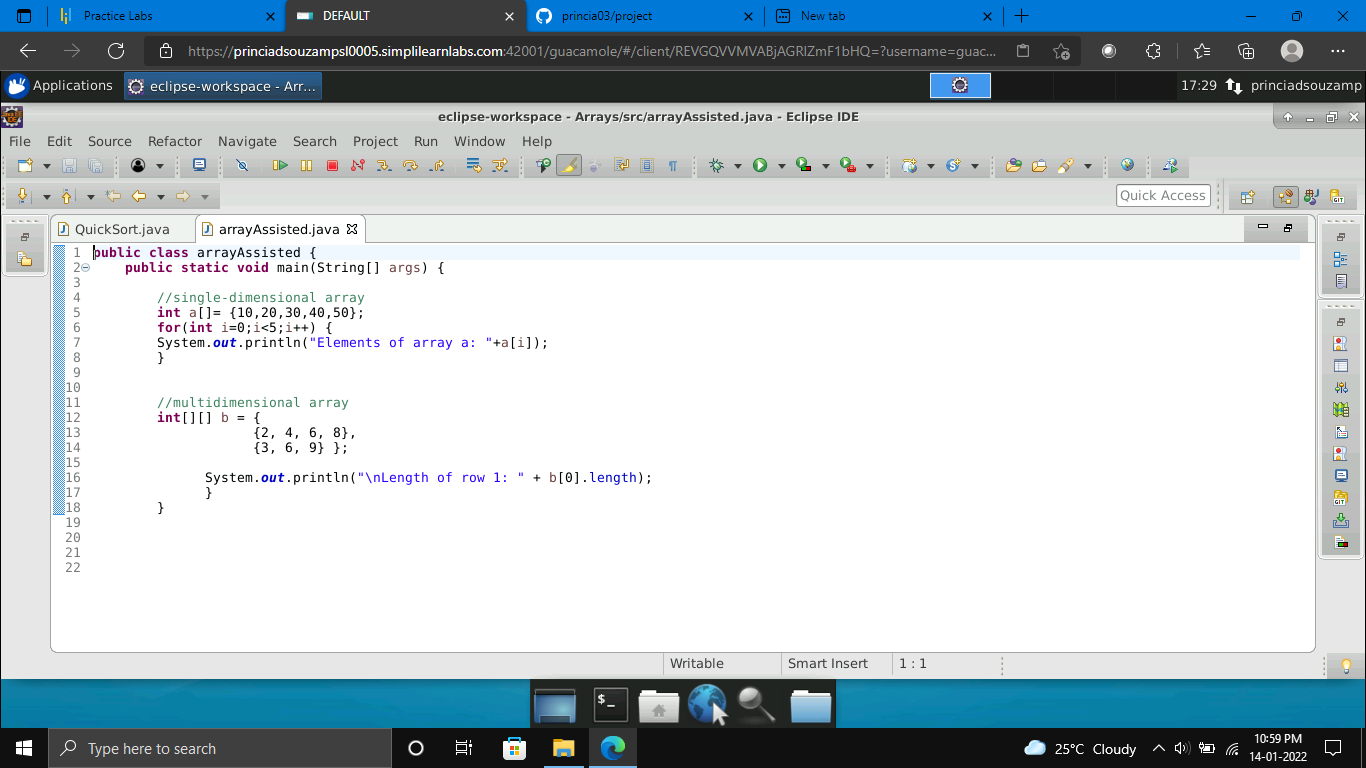 Practice Labs
DEFAULT
princia03/project
New tab
https://princiadsouzampsl0005.simplilearnlabs.com:42001/guacamole/#/client/REVGQVVMVABjAGRlZmF1bHQ=?username=guac...
Applications
eclipse-workspace - Arr...
17:29
princiadsouzamp
eclipse-workspace - Arrays/src/arrayAssisted.java - Eclipse IDE
File Edit Source Refactor Navigate Search Project Run Window Help
Quick Access
QuickSort.java
arrayAssisted.java
1 public class arrayAssisted {
2 public static void main(String[] args) {
3
4 //single-dimensional array
5 int a[]= {10,20,30,40,50};
6 for(int i=0;i<5;i++) {
7 System.out.println("Elements of array a: "+a[i]);
8 }
9
10
11 //multidimensional array
12 int[][] b = {
13 {2, 4, 6, 8},
14 {3, 6, 9} };
15
16 System.out.println("\nLength of row 1: " + b[0].length);
17 }
18 }
19
20
21
22
Writable
Smart Insert
1 : 1
Type here to search
25°C Cloudy
10:59 PM
14-01-2022